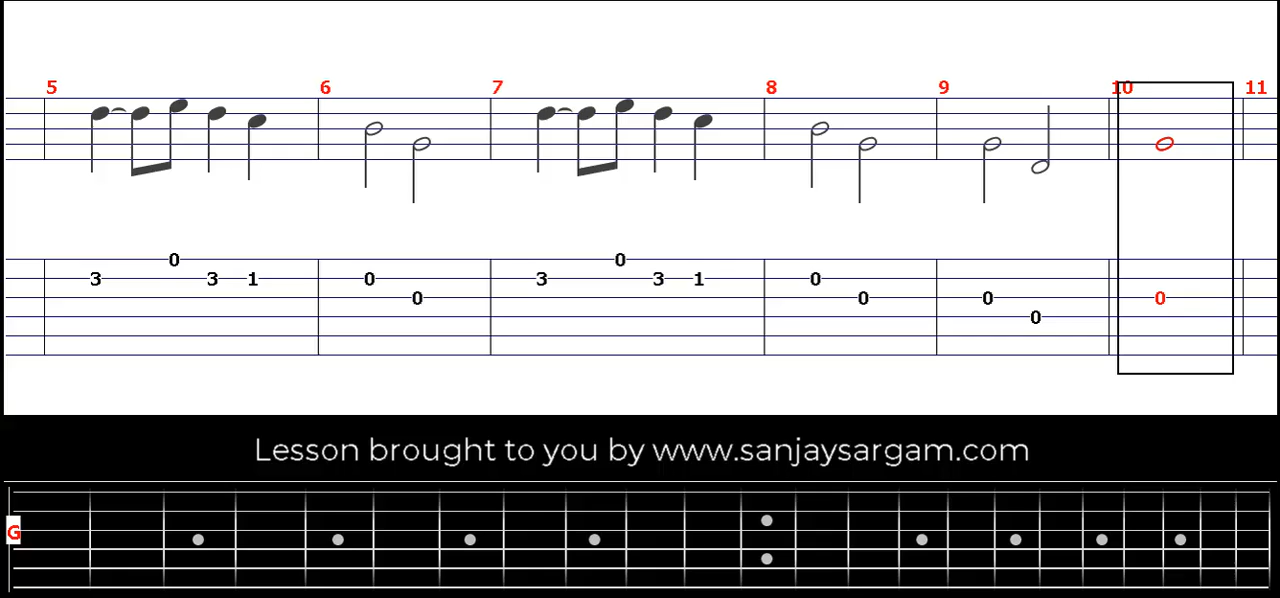 5 6 7 8 9 10 11
0 0
3 3 1 0 3 3 1 0
0 0 0 0
0
Lesson brought to you by www.sanjaysargam.com
G